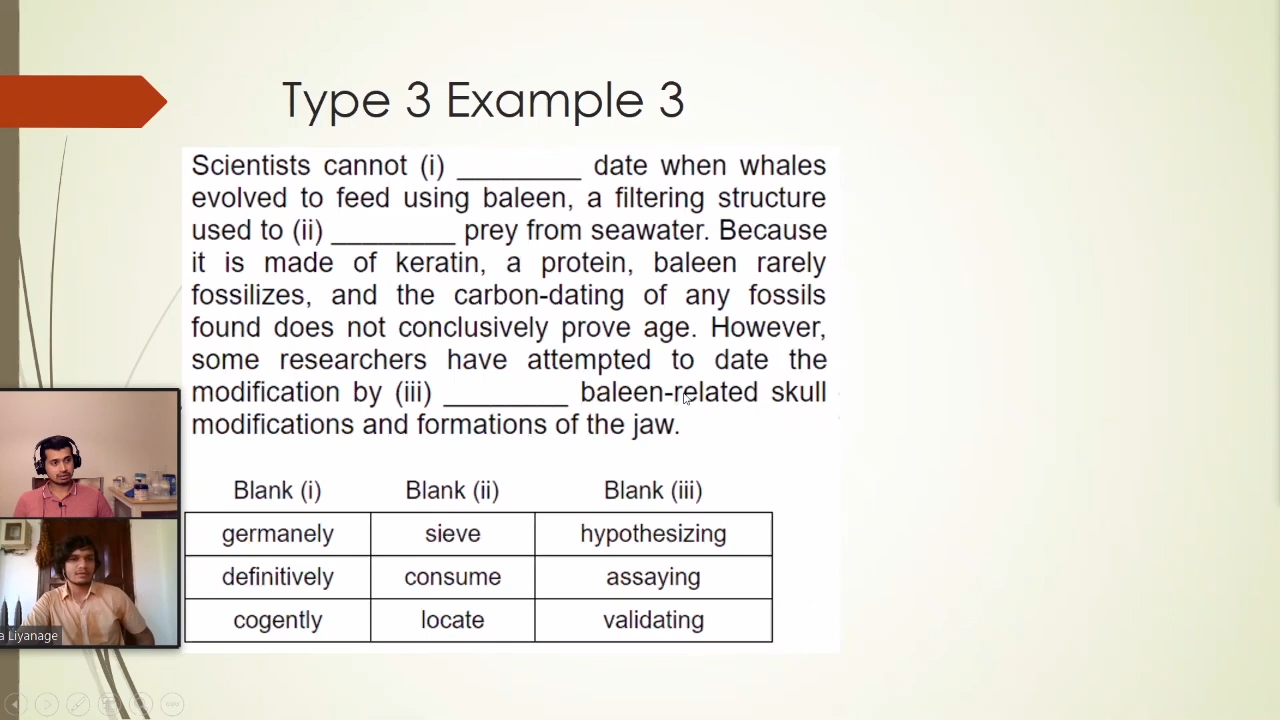 Type 3 Example 3
Scientists cannot (i) ________ date when whales
evolved to feed using baleen, a filtering structure
used to (ii) ________ prey from seawater. Because
it is made of keratin, a protein, baleen rarely
fossilizes, and the carbon-dating of any fossils
found does not conclusively prove age. However,
some researchers have attempted to date the
modification by (iii) ________ baleen-related skull
modifications and formations of the jaw.
Blank (i) Blank (ii) Blank (iii)
germanely sieve hypothesizing
definitively consume assaying
cogently locate validating
a Liyanage